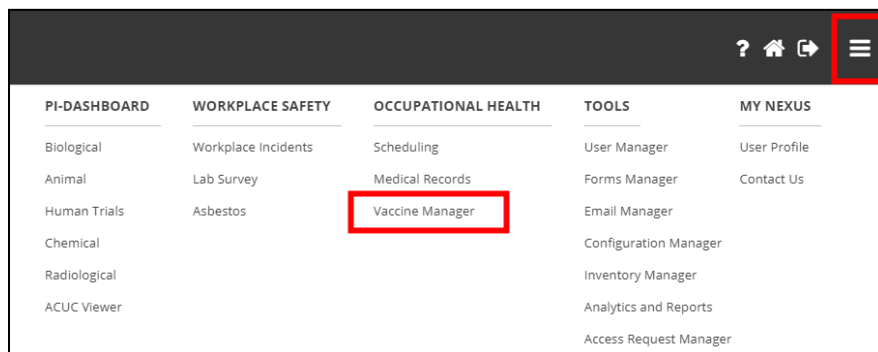 ?
PI-DASHBOARD WORKPLACE SAFETY OCCUPATIONAL HEALTH TOOLS MY NEXUS
Biological Workplace Incidents Scheduling User Manager User Profile
Animal Lab Survey Medical Records Forms Manager Contact Us
Human Trials Asbestos Vaccine Manager Email Manager
Chemical Configuration Manager
Radiological Inventory Manager
ACUC Viewer Analytics and Reports
Access Request Manager